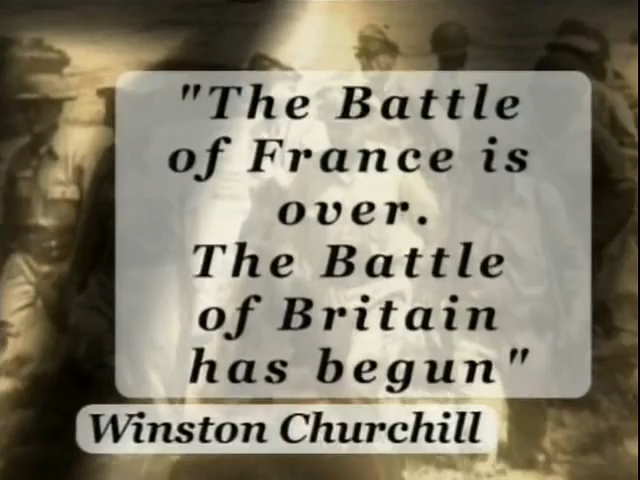 "The Battle
of France is
over.
The Battle
of Britain
has begun"
Winston Churchill